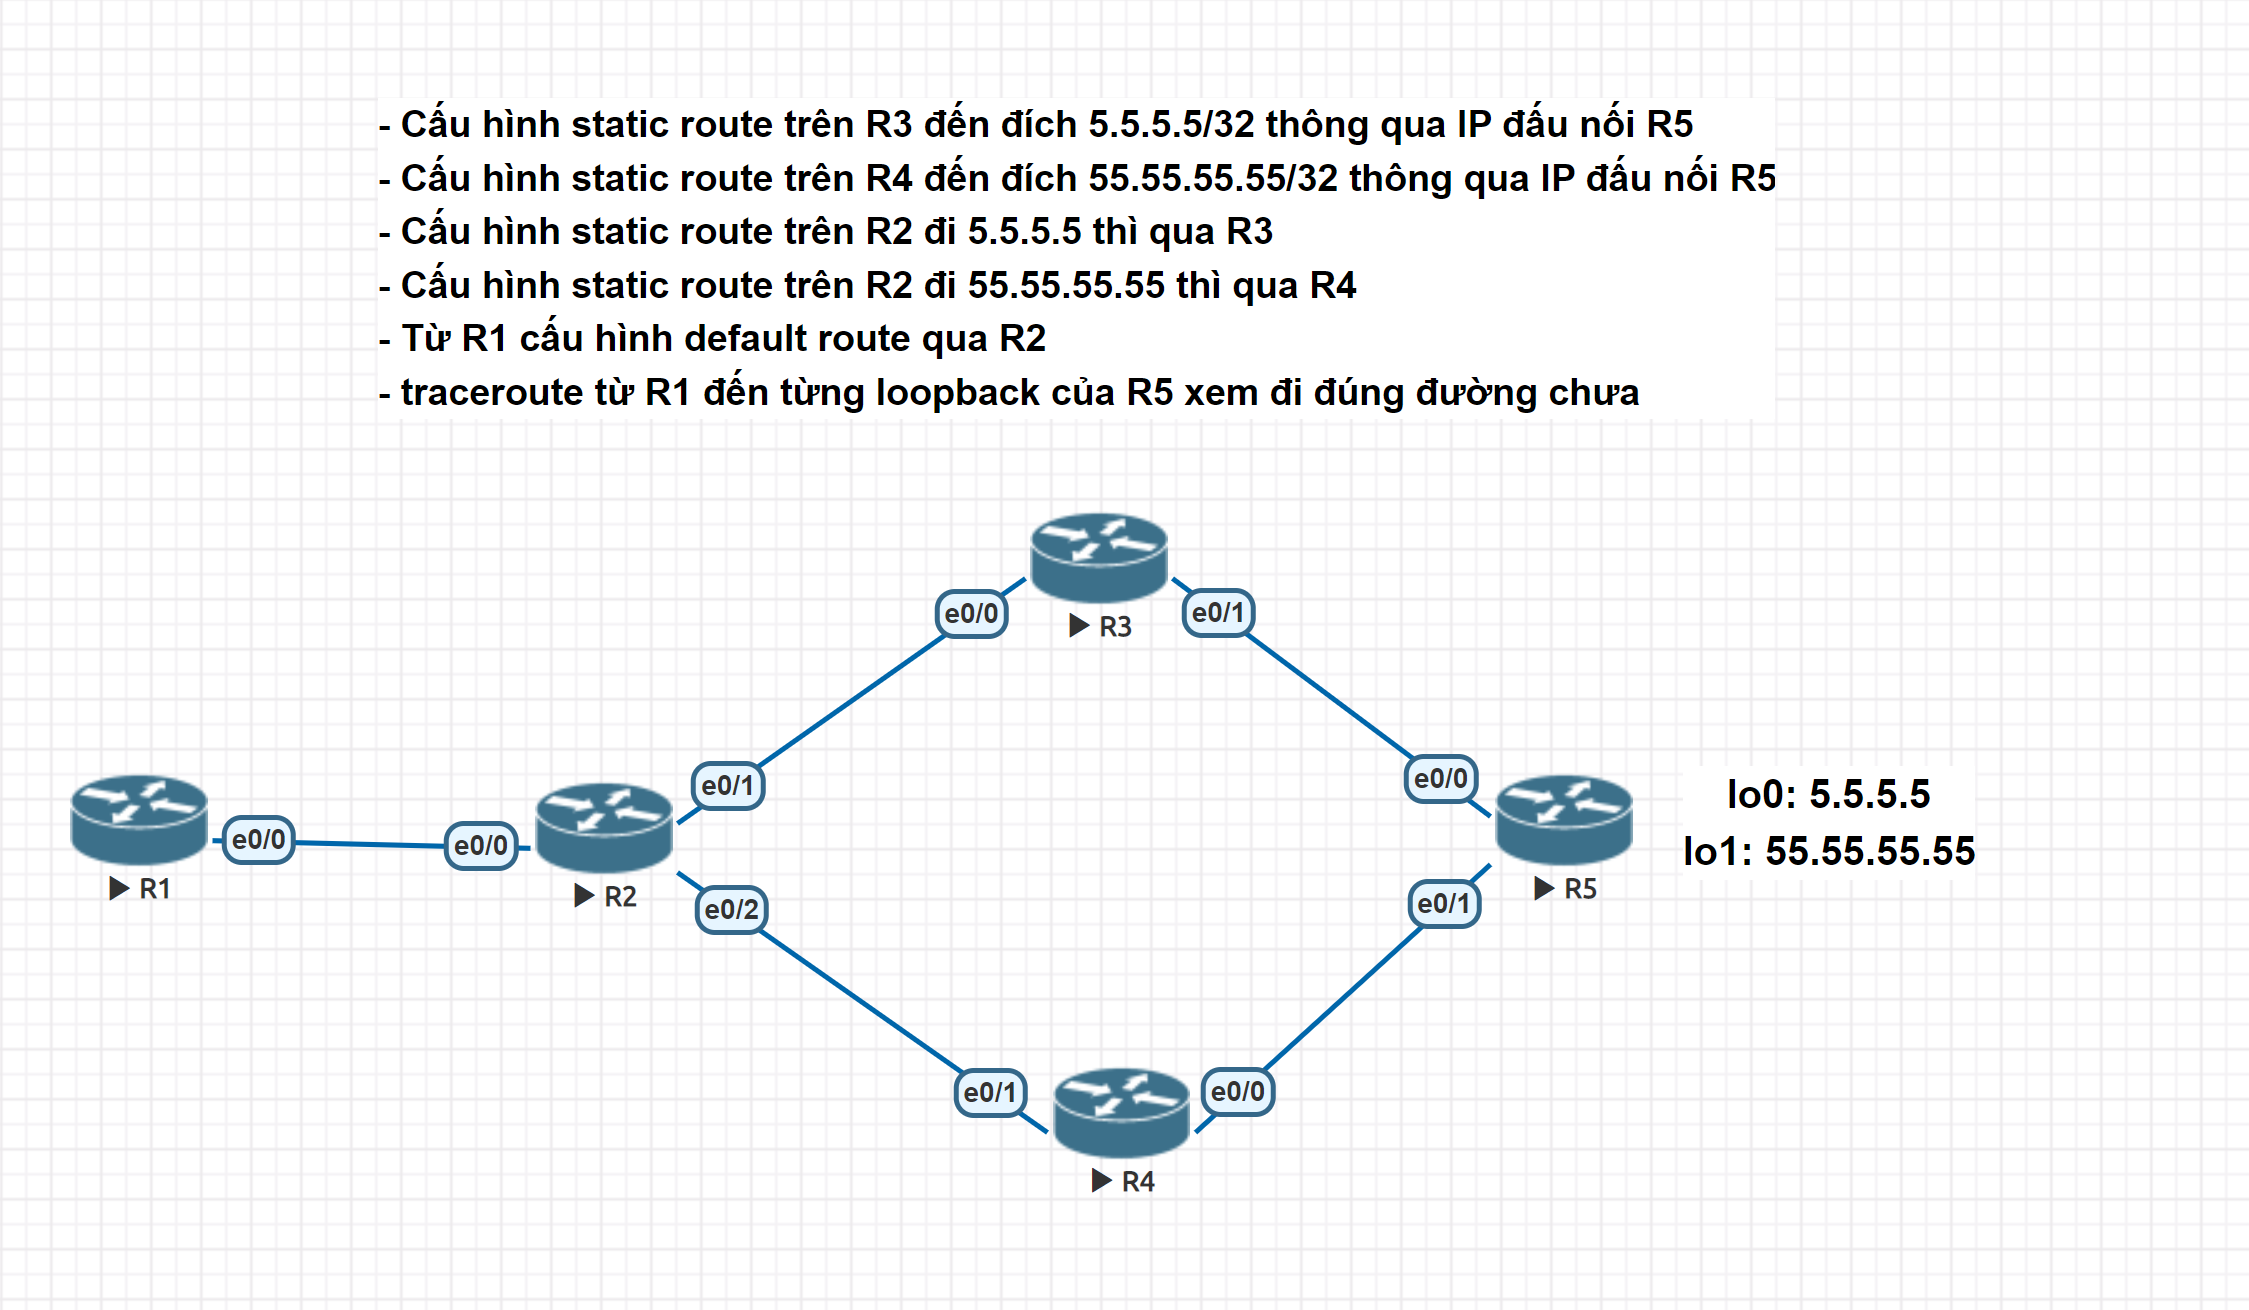 - Cấu hình static route trên R3 đến đích 5.5.5.5/32 thông qua IP đấu nối R5
- Cấu hình static route trên R4 đến đích 55.55.55.55/32 thông qua IP đấu nối R5
- Cấu hình static route trên R2 đi 5.5.5.5 thì qua R3
- Cấu hình static route trên R2 đi 55.55.55.55 thì qua R4
- Từ R1 cấu hình default route qua R2
- traceroute từ R1 đến từng loopback của R5 xem đi đúng đường chưa
e0/0
e0/1
R3
e0/1
e0/0
lo0: 5.5.5.5
e0/0
e0/0
lo1: 55.55.55.55
R1
R2
R5
e0/2
e0/1
e0/1
e0/0
R4